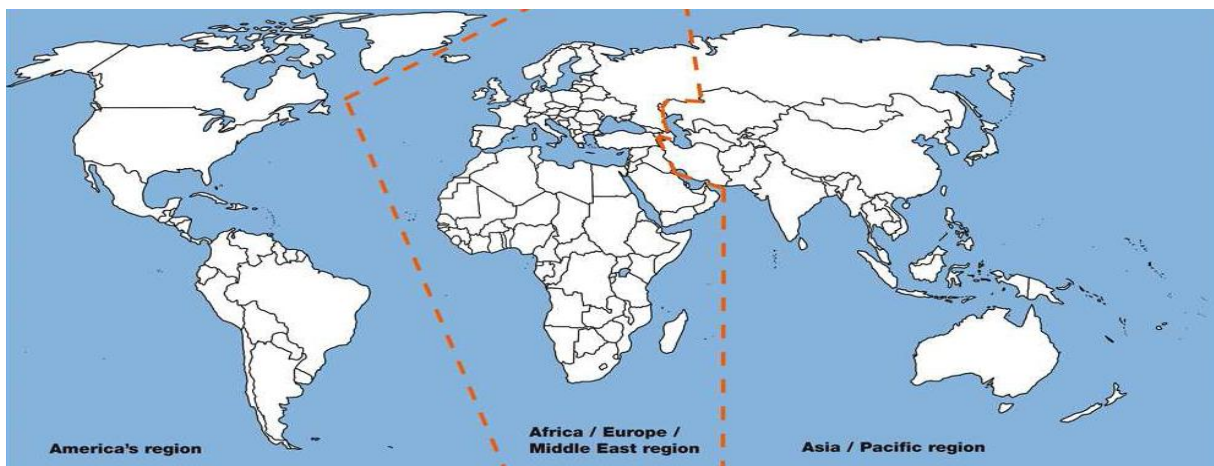 America's region
Africa / Europe /
Middle East region
Asia / Pacific region